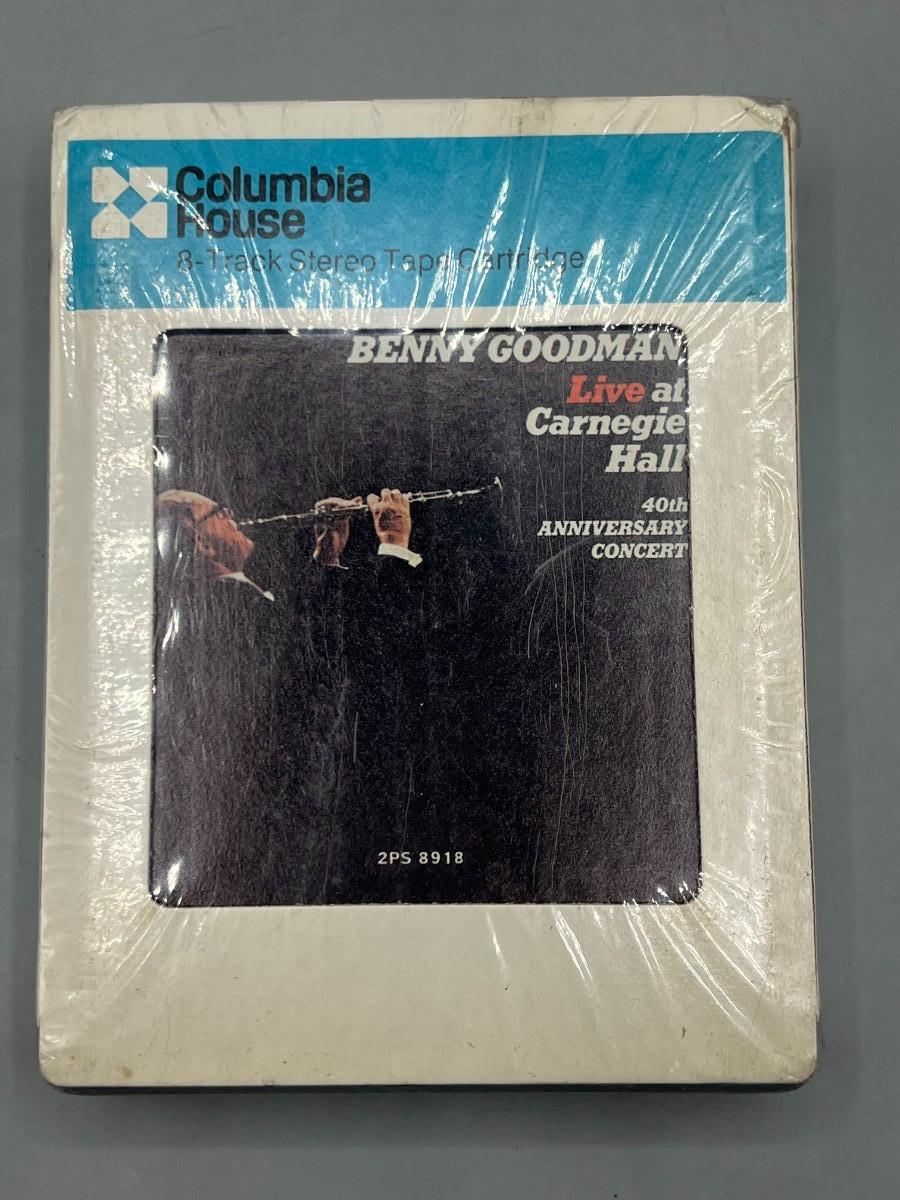 Columbia
House
8-Track Stereo Tape Cartridge
BENNY GOODMAN
Live at
Carnegie
Hall
40th
ANNIVERSARY
CONCERT
2PS 8918